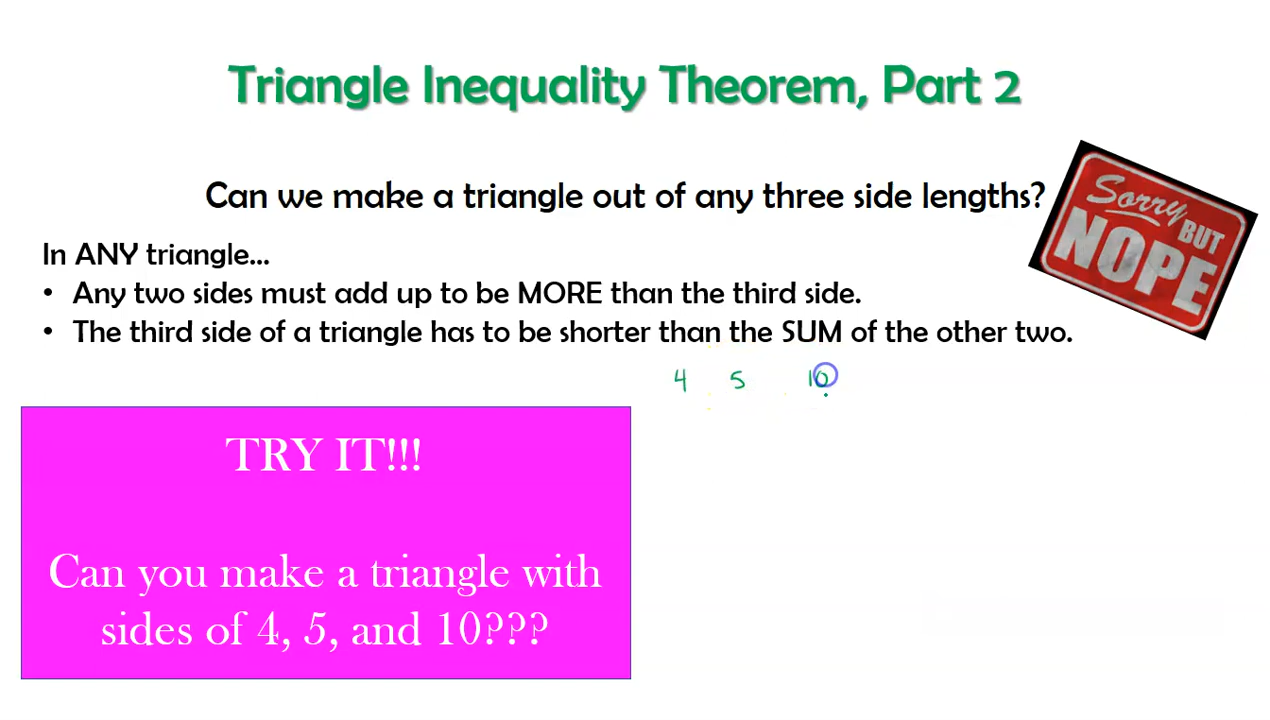 Triangle Inequality Theorem, Part 2
Can we make a triangle out of any three side lengths?
Sorry
BUT
NOPE
In ANY triangle...
• Any two sides must add up to be MORE than the third side.
• The third side of a triangle has to be shorter than the SUM of the other two.
4 5 10
TRY IT!!!
Can you make a triangle with
sides of 4, 5, and 10???